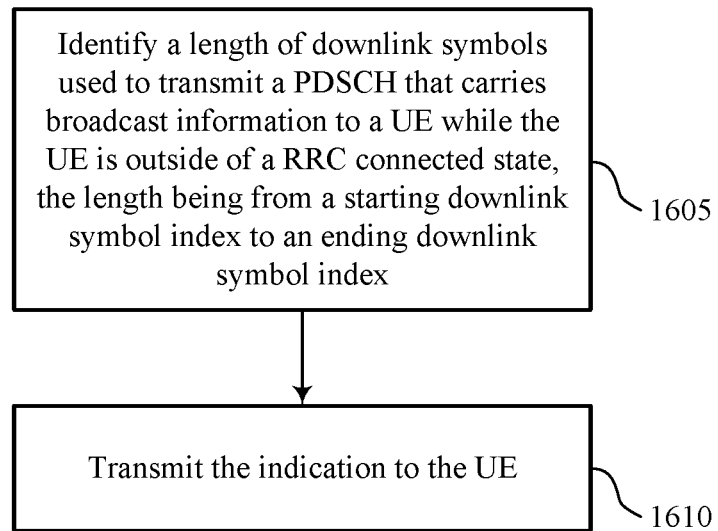 Identify a length of downlink symbols
used to transmit a PDSCH that carries
broadcast information to a UE while the
UE is outside of a RRC connected state,
the length being from a starting downlink
symbol index to an ending downlink
symbol index
1605
Transmit the indication to the UE
1610